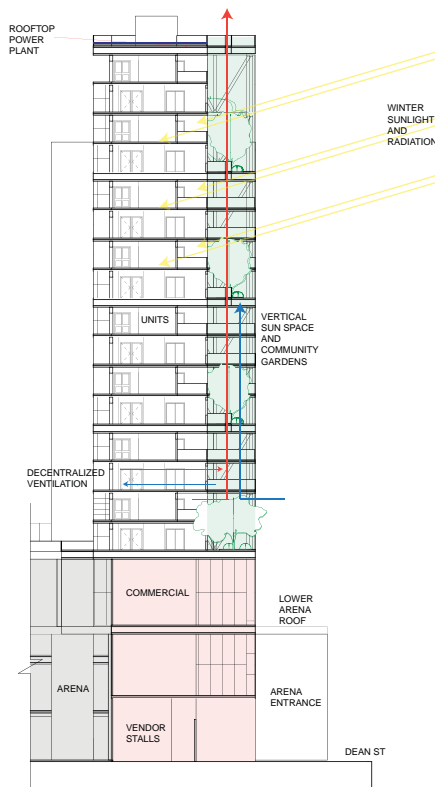 ROOFTOP
POWER
PLANT
WINTER
SUNLIGHT
AND
RADIATION
UNITS
VERTICAL
SUN SPACE
AND
COMMUNITY
GARDENS
DECENTRALIZED
VENTILATION
COMMERCIAL
LOWER
ARENA
ROOF
ARENA
ARENA
ENTRANCE
VENDOR
STALLS
DEAN ST